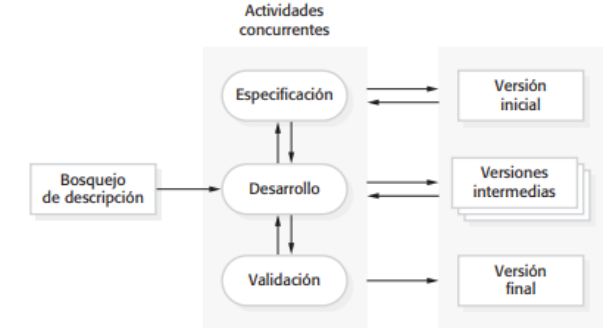 Actividades
concurrentes
Especificación
Versión
inicial
Bosquejo
de descripción
Desarrollo
Versiones
intermedias
Validación
Versión
final